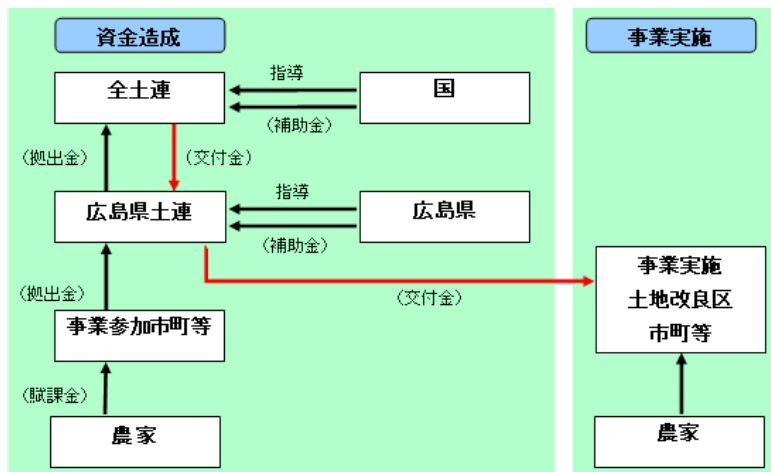 資金造成
事業実施
全土連
指導
国
(補助金)
(拠出金)
(交付金)
広島県土連
指導
広島県
(補助金)
事業実施
土地改良区
市町等
(拠出金)
(交付金)
事業参加市町等
(賦課金)
農家
農家